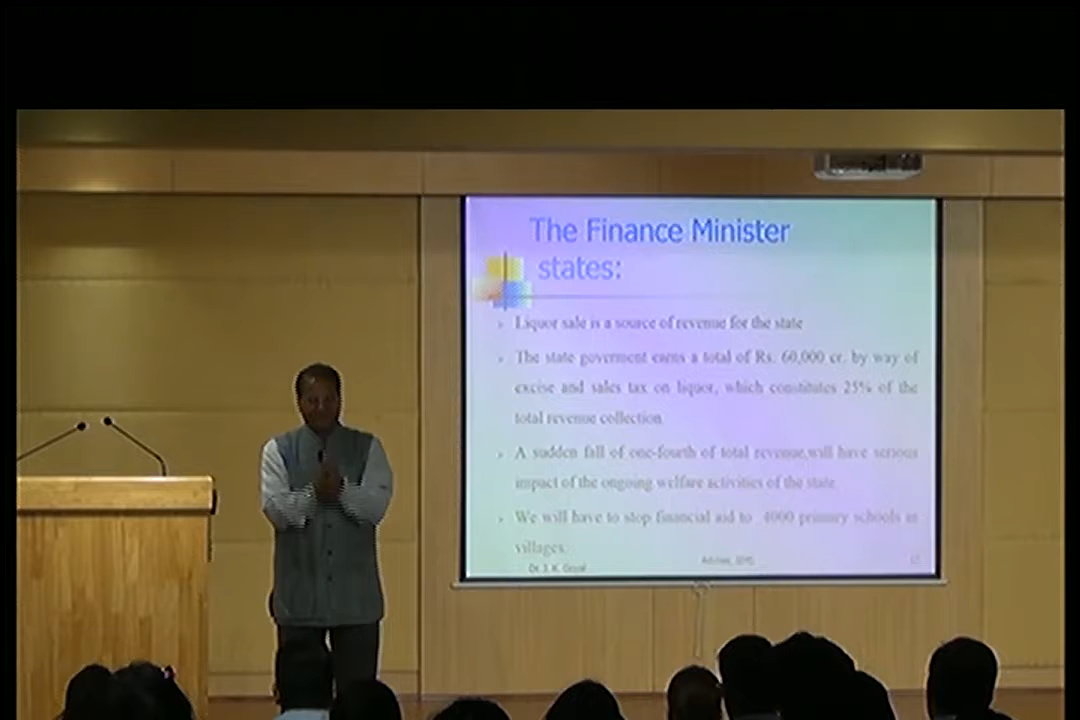 The Finance Minister
states:
Liquor sale is a source of revenue for the state
The state goverment earns a total of Rs. 60,000 cr. by way of
excise and sales tax on liquor, which constitutes 25% of the
total revenue collection
A sudden fall of one-fourth of total revenue,will have serious
impact of the ongoing welfare activities of the state
We will have to stop financial aid to 4000 primary schools in
villages.